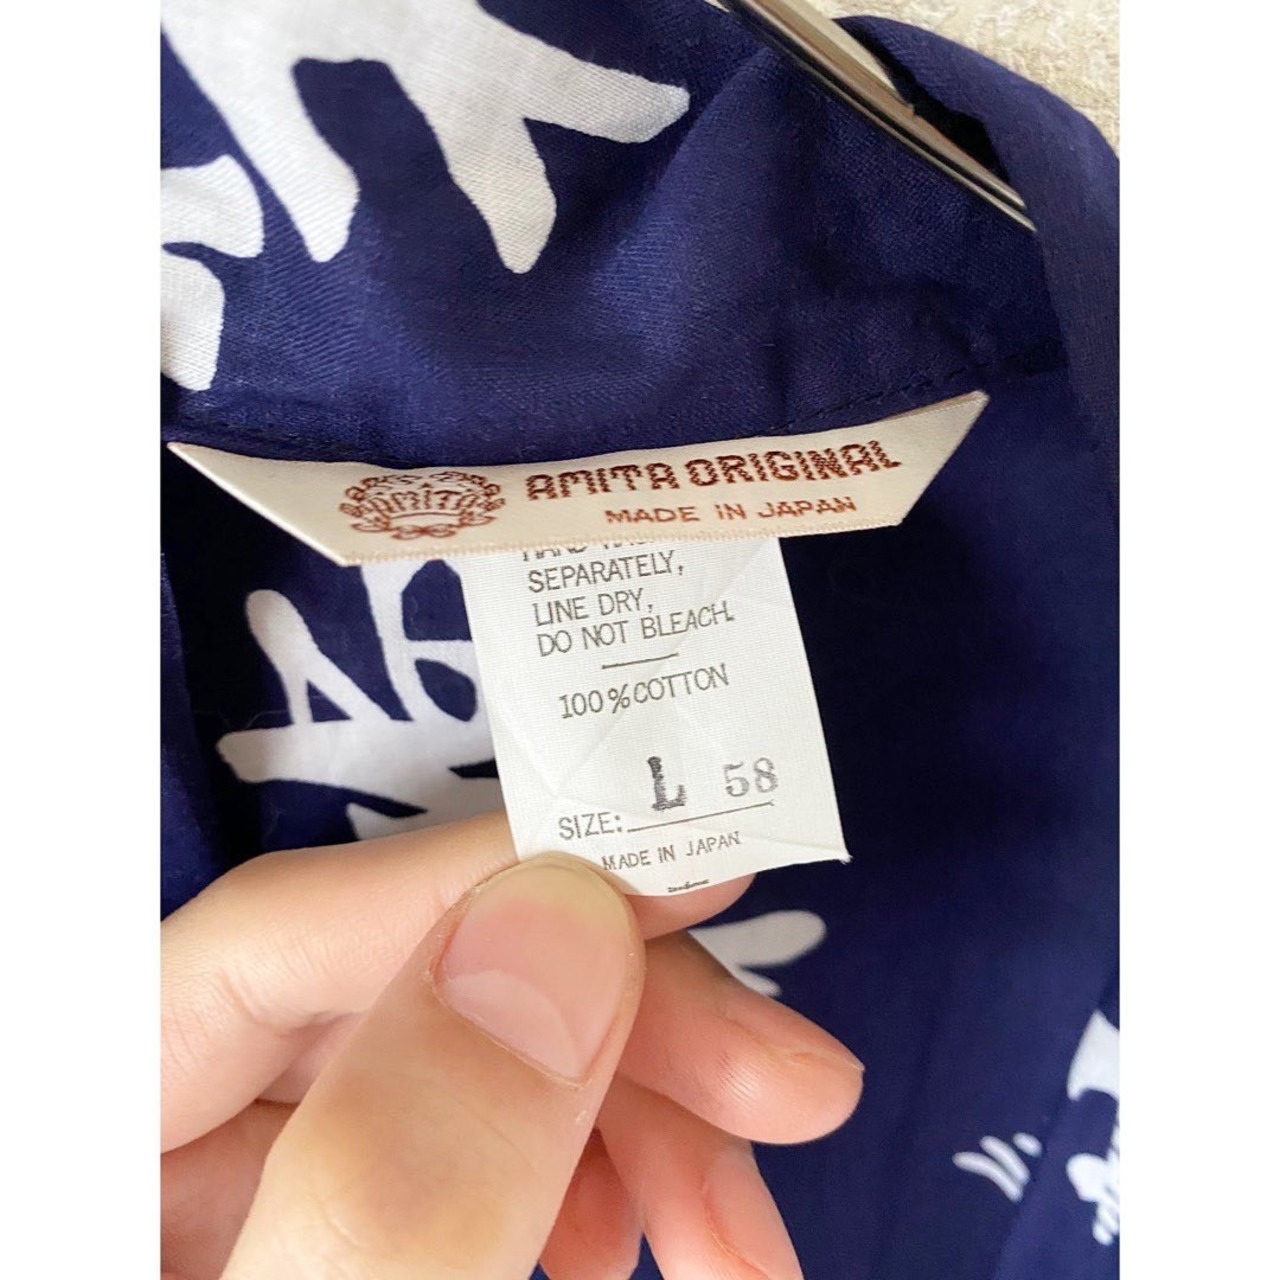 AMITA
AMITA ORIGINAL
MADE IN JAPAN
SEPARATELY,
LINE DRY,
DO NOT BLEACH.
100% COTTON
L 58
SIZE:
MADE IN JAPAN